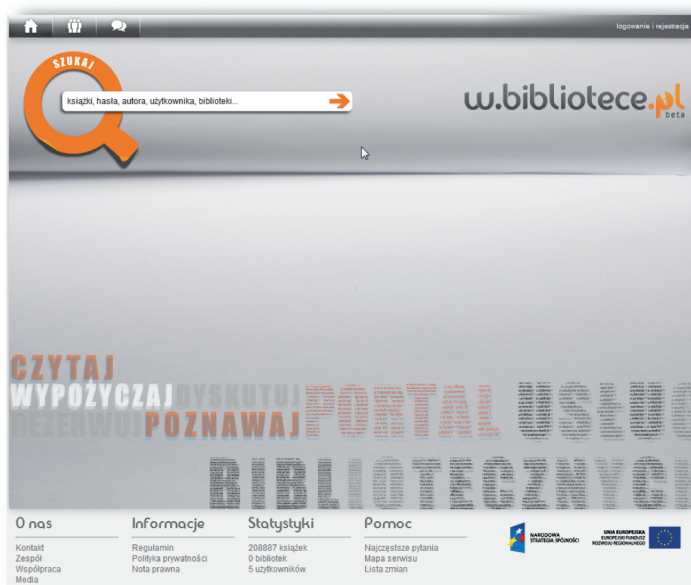 logowanie i rejestracja
SZUKAJ
książki, hasła, autora, użytkownika, biblioteki...
w.bibliotece.pl
beta
CZYTAJ
WYPOŻYCZAJ DYSKUTUJ
POZNAWAJ
O nas
Kontakt
Zespół
Współpraca
Media
Informacje
Regulamin
Polityka prywatności
Nota prawna
Statystyki
208887 książek
0 bibliotek
5 użytkowników
Pomoc
Najczęstsze pytania
Mapa serwisu
Lista zmian
NARODOWA
STRATEGIA SPÓJNOŚCI
UNIA EUROPEJSKA
EUROPEJSKI FUNDUSZ
ROZWOJU REGIONALNEGO